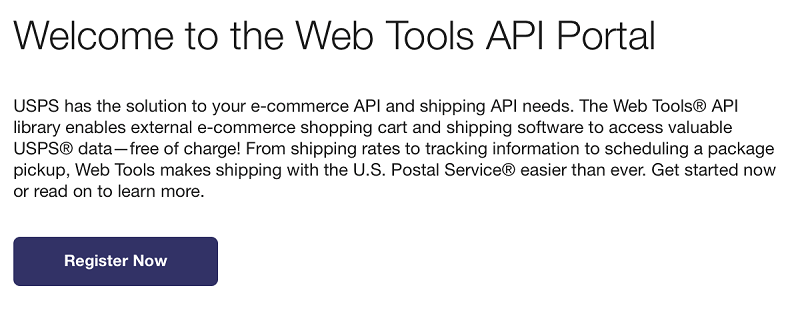 Welcome to the Web Tools API Portal
USPS has the solution to your e-commerce API and shipping API needs. The Web Tools® API
library enables external e-commerce shopping cart and shipping software to access valuable
USPS® data—free of charge! From shipping rates to tracking information to scheduling a package
pickup, Web Tools makes shipping with the U.S. Postal Service® easier than ever. Get started now
or read on to learn more.
Register Now